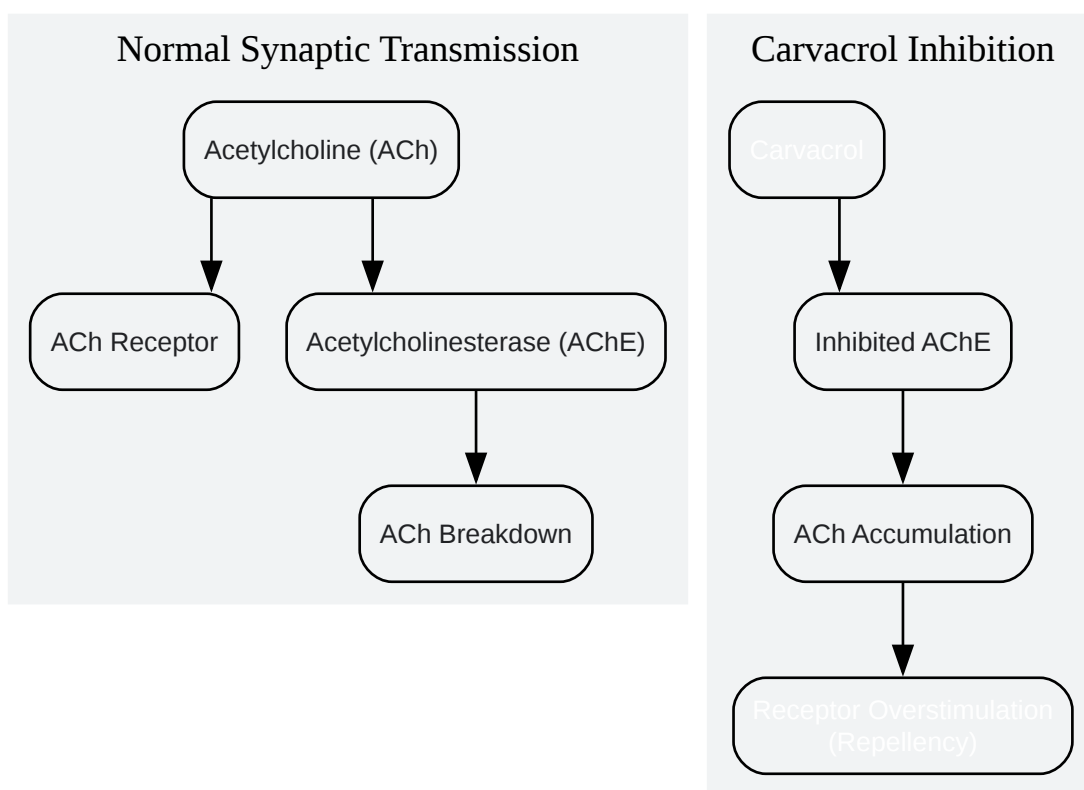 Normal Synaptic Transmission
Acetylcholine (ACh)
ACh Receptor
Acetylcholinesterase (AChE)
ACh Breakdown
Carvacrol Inhibition
Carvacrol
Inhibited AChE
ACh Accumulation
Receptor Overstimulation
(Repellency)